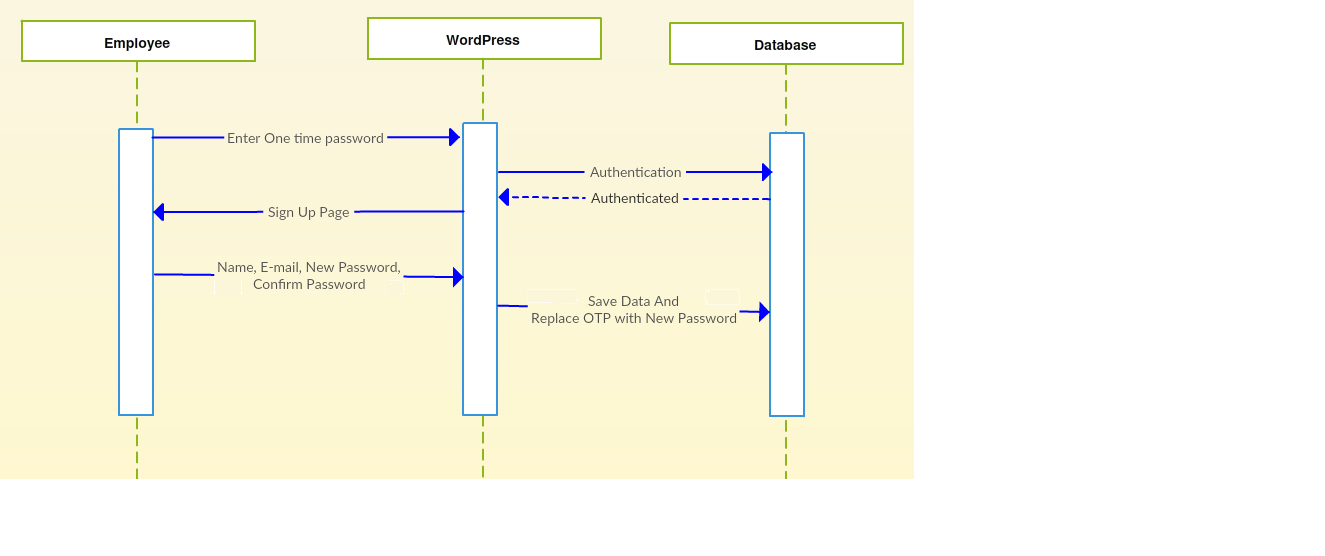 Employee
WordPress
Database
Enter One time password
Authentication
Authenticated
Sign Up Page
Name, E-mail, New Password,
Confirm Password
Save Data And
Replace OTP with New Password